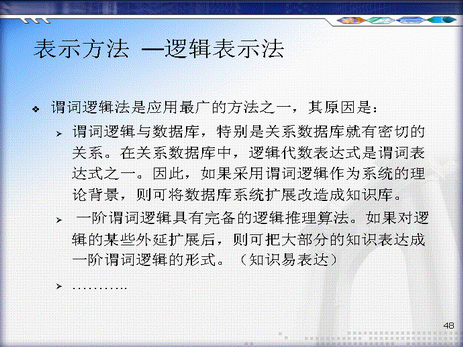 表示方法 —逻辑表示法
❖ 谓词逻辑法是应用最广的方法之一，其原因是：
➢ 谓词逻辑与数据库，特别是关系数据库就有密切的
关系。在关系数据库中，逻辑代数表达式是谓词表
达式之一。因此，如果采用谓词逻辑作为系统的理
论背景，则可将数据库系统扩展改造成知识库。
➢ 一阶谓词逻辑具有完备的逻辑推理算法。如果对逻
辑的某些外延扩展后，则可把大部分的知识表达成
一阶谓词逻辑的形式。（知识易表达）
➢ ………..
48